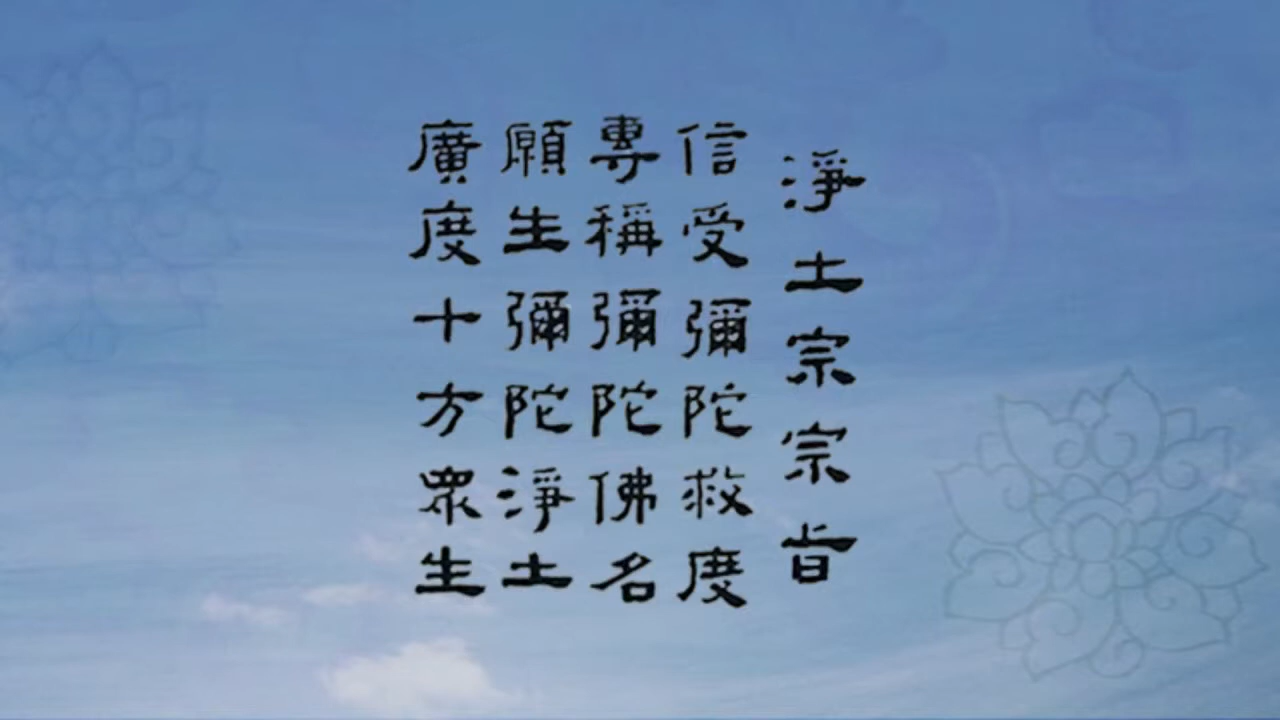 淨土宗宗旨
信受彌陀救度
專稱彌陀佛名
願生彌陀淨土
廣度十方眾生